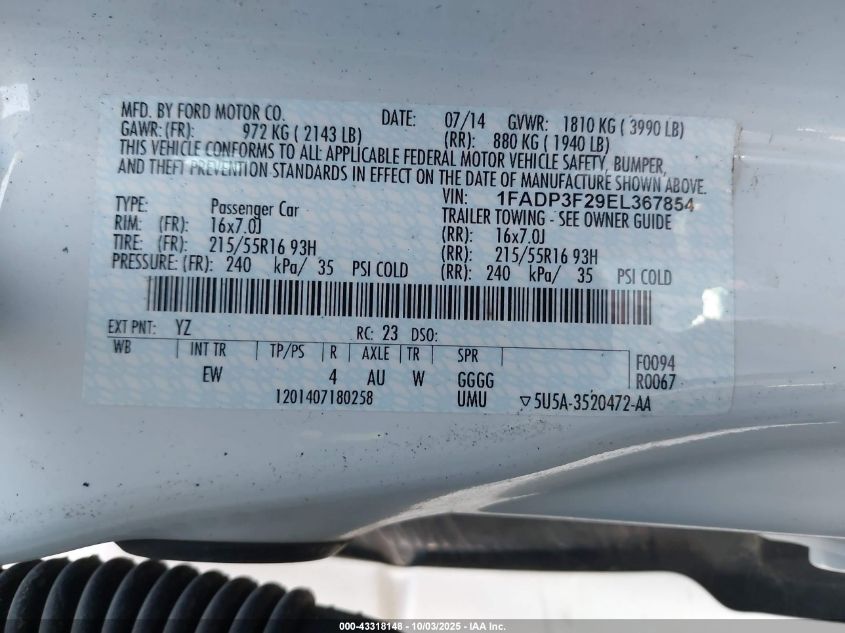 MFD. BY FORD MOTOR CO. DATE: 07/14 GVWR: 1810 KG ( 3990 LB)
GAWR: (FR): 972 KG ( 2143 LB) (RR): 880 KG ( 1940 LB)
THIS VEHICLE CONFORMS TO ALL APPLICABLE FEDERAL MOTOR VEHICLE SAFETY, BUMPER,
AND THEFT PREVENTION STANDARDS IN EFFECT ON THE DATE OF MANUFACTURE SHOWN ABOVE.
VIN: 1FADP3F29EL367854
TYPE: Passenger Car TRAILER TOWING - SEE OWNER GUIDE
RIM: (FR): 16x7.0J (RR): 16x7.0J
TIRE: (FR): 215/55R16 93H (RR): 215/55R16 93H
PRESSURE: (FR): 240 kPa/ 35 PSI COLD (RR): 240 kPa/ 35 PSI COLD
EXT PNT: YZ RC: 23 DSO:
WB INT TR TP/PS R AXLE TR SPR F0094
EW 4 AU W GGGG R0067
1201407180258 UMU ▽5U5A-3520472-AA
000-43318148 - 10/03/2025 - IAA Inc.